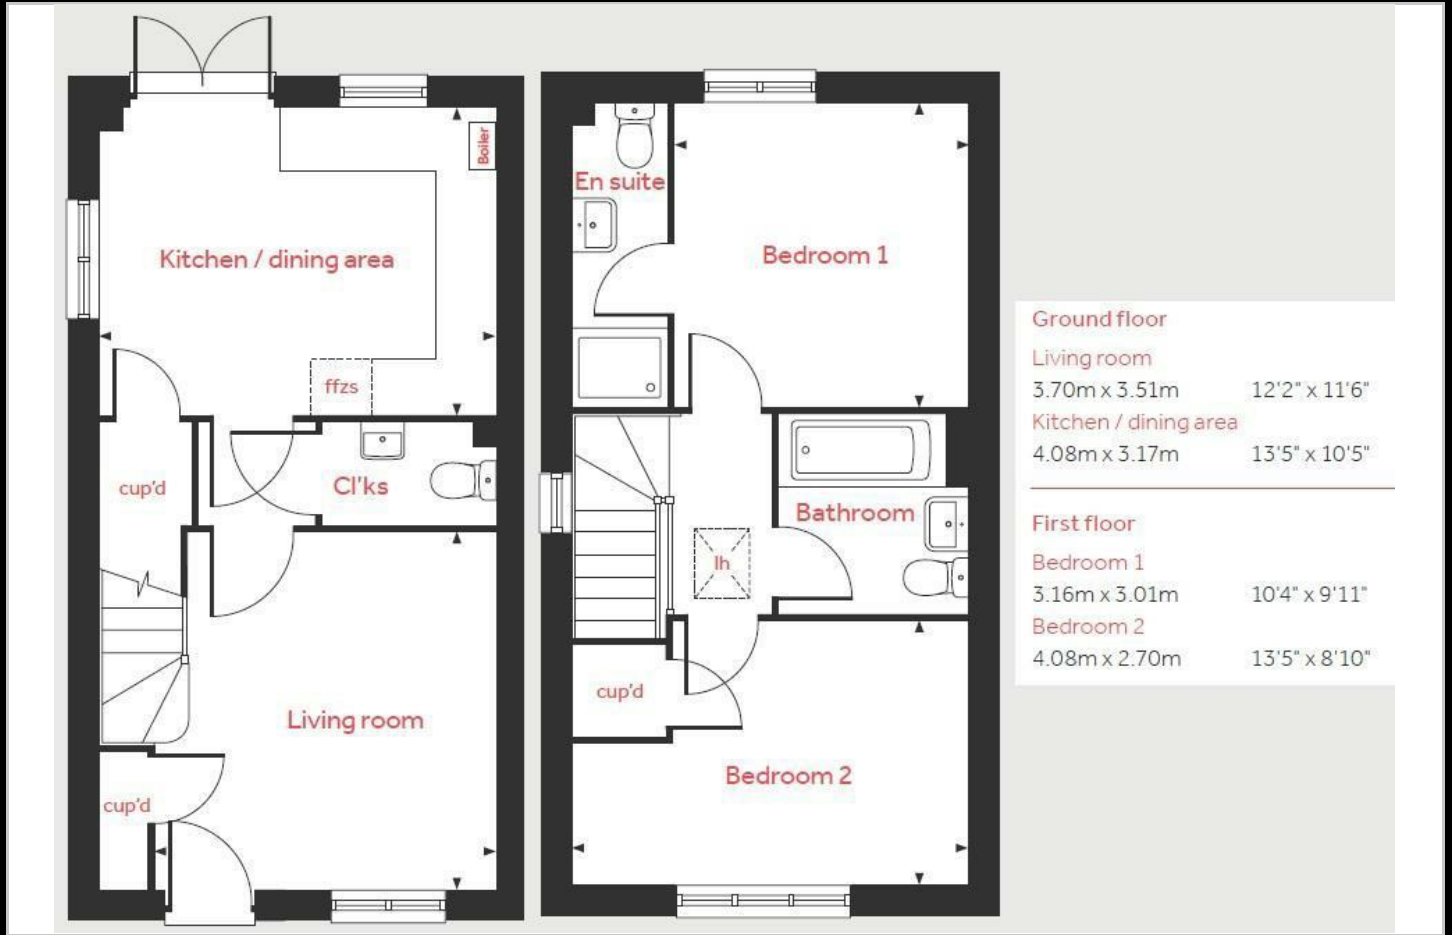 Boiler
Kitchen / dining area
ffzs
cup'd
Cl'ks
Living room
cup'd
En suite
Bedroom 1
Bathroom
lh
cup'd
Bedroom 2
Ground floor
Living room
3.70m x 3.51m 12'2" x 11'6"
Kitchen / dining area
4.08m x 3.17m 13'5" x 10'5"
First floor
Bedroom 1
3.16m x 3.01m 10'4" x 9'11"
Bedroom 2
4.08m x 2.70m 13'5" x 8'10"